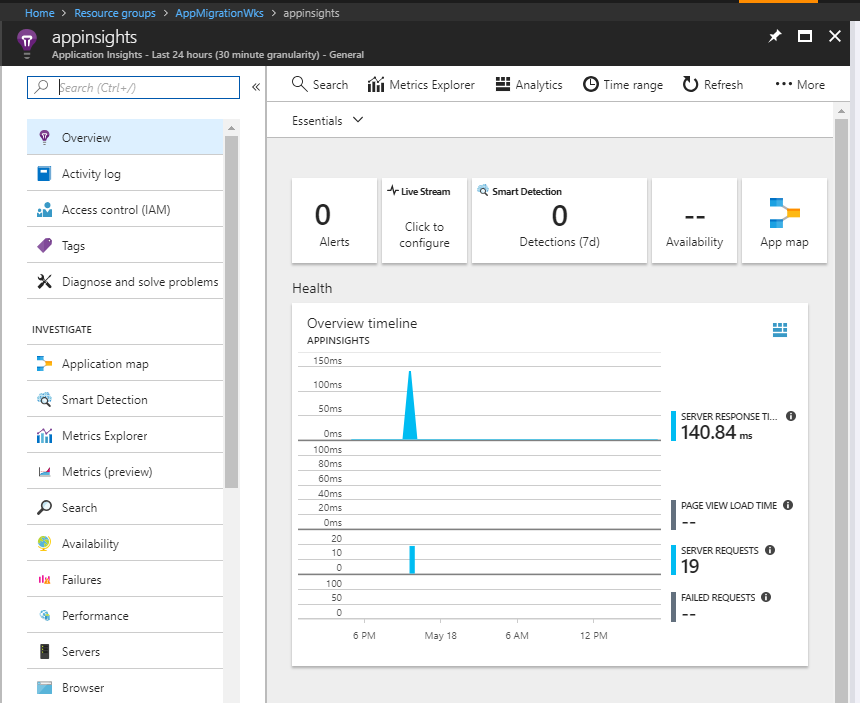 Home > Resource groups > AppMigrationWks > appinsights
appinsights
Application Insights - Last 24 hours (30 minute granularity) - General
Search (Ctrl+/)
«
Overview
Activity log
Access control (IAM)
Tags
Diagnose and solve problems
INVESTIGATE
Application map
Smart Detection
Metrics Explorer
Metrics (preview)
Search
Availability
Failures
Performance
Servers
Browser
Search Metrics Explorer Analytics Time range Refresh ••• More
Essentials
0
Alerts
Live Stream
Click to
configure
Smart Detection
0
Detections (7d)
--
Availability
App map
Health
Overview timeline
APPINSIGHTS
150ms
100ms
50ms
0ms
SERVER RESPONSE TI...
140.84 ms
100ms
80ms
60ms
40ms
20ms
0ms
PAGE VIEW LOAD TIME
--
20
10
0
SERVER REQUESTS
19
100
50
0
FAILED REQUESTS
--
6 PM May 18 6 AM 12 PM